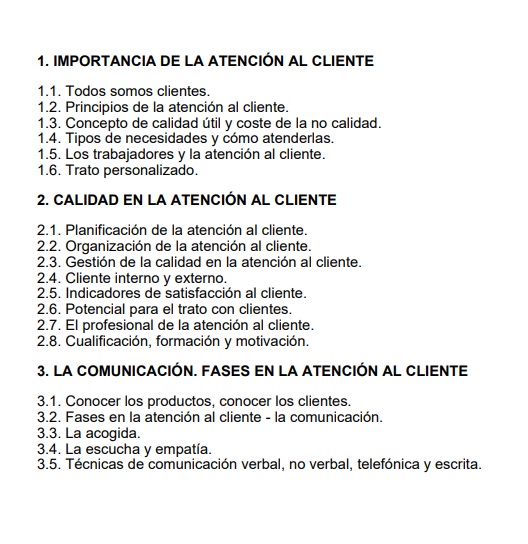 1. IMPORTANCIA DE LA ATENCIÓN AL CLIENTE
1.1. Todos somos clientes.
1.2. Principios de la atención al cliente.
1.3. Concepto de calidad útil y coste de la no calidad.
1.4. Tipos de necesidades y cómo atenderlas.
1.5. Los trabajadores y la atención al cliente.
1.6. Trato personalizado.
2. CALIDAD EN LA ATENCIÓN AL CLIENTE
2.1. Planificación de la atención al cliente.
2.2. Organización de la atención al cliente.
2.3. Gestión de la calidad en la atención al cliente.
2.4. Cliente interno y externo.
2.5. Indicadores de satisfacción al cliente.
2.6. Potencial para el trato con clientes.
2.7. El profesional de la atención al cliente.
2.8. Cualificación, formación y motivación.
3. LA COMUNICACIÓN. FASES EN LA ATENCIÓN AL CLIENTE
3.1. Conocer los productos, conocer los clientes.
3.2. Fases en la atención al cliente - la comunicación.
3.3. La acogida.
3.4. La escucha y empatía.
3.5. Técnicas de comunicación verbal, no verbal, telefónica y escrita.